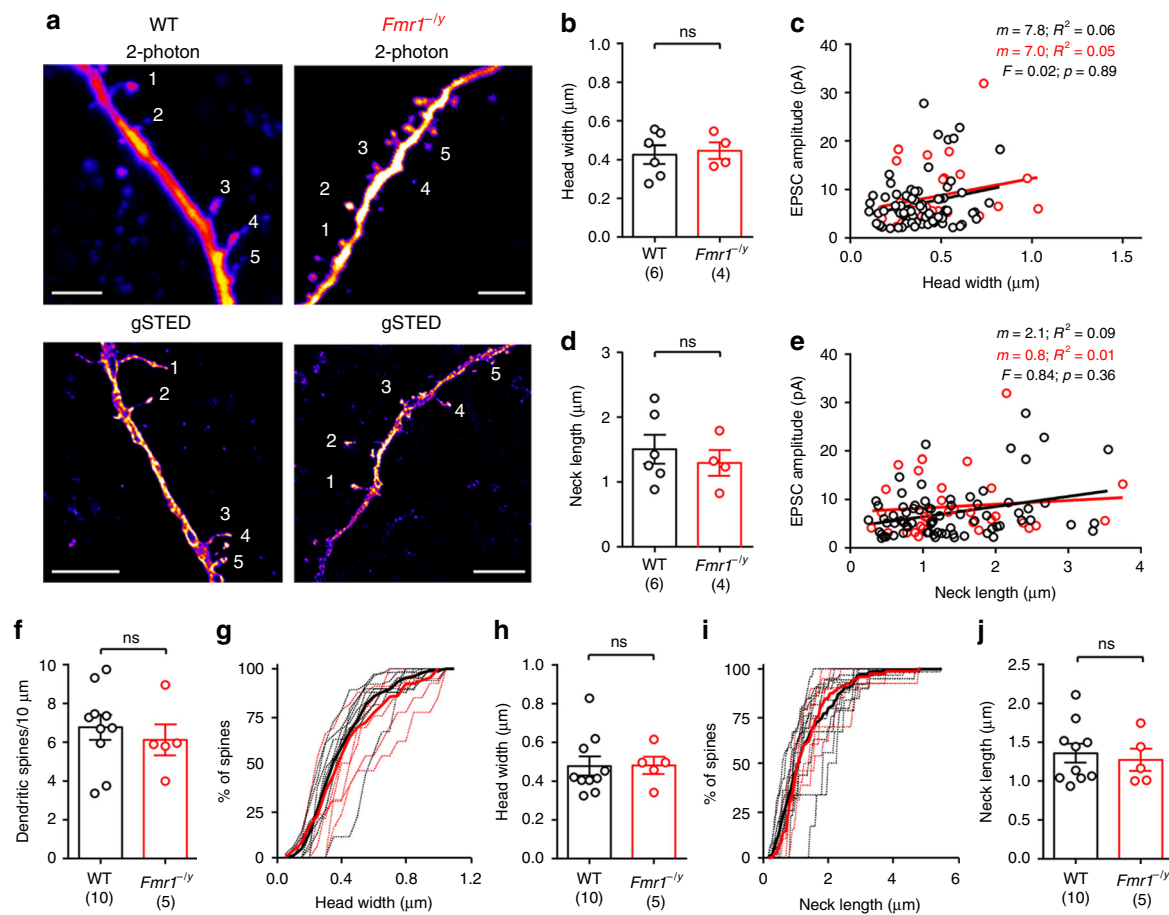 a
WT
2-photon
1
2
3
4
5
Fmr1⁻/ʸ
2-photon
3
5
4
2
1
gSTED
1
2
3
4
5
gSTED
5
3
4
2
1
b
ns
1.0
0.8
0.6
0.4
0.2
0.0
Head width (μm)
WT
(6)
Fmr1⁻/ʸ
(4)
c
m = 7.8; R² = 0.06
m = 7.0; R² = 0.05
F = 0.02; p = 0.89
40
30
20
10
0
EPSC amplitude (pA)
0.0
0.5
1.0
1.5
Head width (μm)
d
ns
3
2
1
0
Neck length (μm)
WT
(6)
Fmr1⁻/ʸ
(4)
e
m = 2.1; R² = 0.09
m = 0.8; R² = 0.01
F = 0.84; p = 0.36
40
30
20
10
0
EPSC amplitude (pA)
0
1
2
3
4
Neck length (μm)
f
ns
10
8
6
4
2
0
Dendritic spines/10 μm
WT
(10)
Fmr1⁻/ʸ
(5)
g
100
75
50
25
0
% of spines
0.0
0.4
0.8
1.2
Head width (μm)
h
ns
1.0
0.8
0.6
0.4
0.2
0.0
Head width (μm)
WT
(10)
Fmr1⁻/ʸ
(5)
i
100
75
50
25
0
% of spines
0
2
4
6
Neck length (μm)
j
ns
2.5
2.0
1.5
1.0
0.5
0.0
Neck length (μm)
WT
(10)
Fmr1⁻/ʸ
(5)